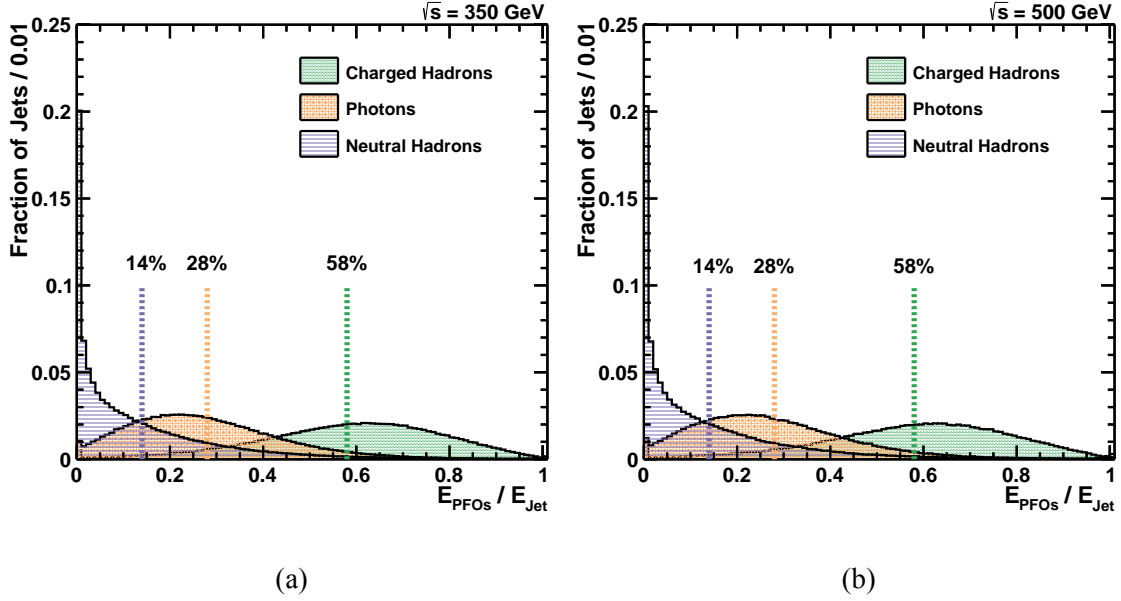 √s = 350 GeV
Fraction of Jets / 0.01
0.25
0.2
0.15
0.1
0.05
0
Charged Hadrons
Photons
Neutral Hadrons
14% 28% 58%
0 0.2 0.4 0.6 0.8 1
E_PFOs / E_Jet
(a)
√s = 500 GeV
Fraction of Jets / 0.01
0.25
0.2
0.15
0.1
0.05
0
Charged Hadrons
Photons
Neutral Hadrons
14% 28% 58%
0 0.2 0.4 0.6 0.8 1
E_PFOs / E_Jet
(b)